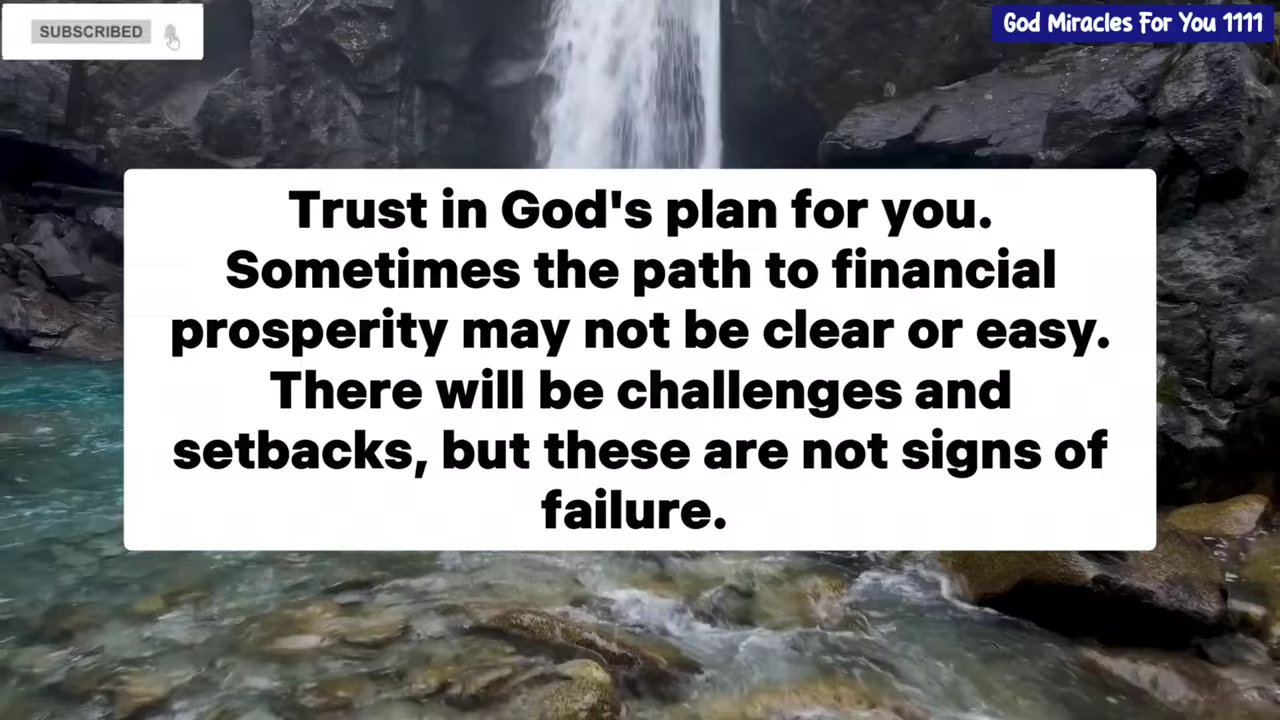 SUBSCRIBED
God Miracles For You 1111
Trust in God's plan for you.
Sometimes the path to financial
prosperity may not be clear or easy.
There will be challenges and
setbacks, but these are not signs of
failure.